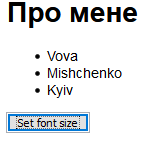 Про мене
Vova
Mishchenko
Kyiv
Set font size